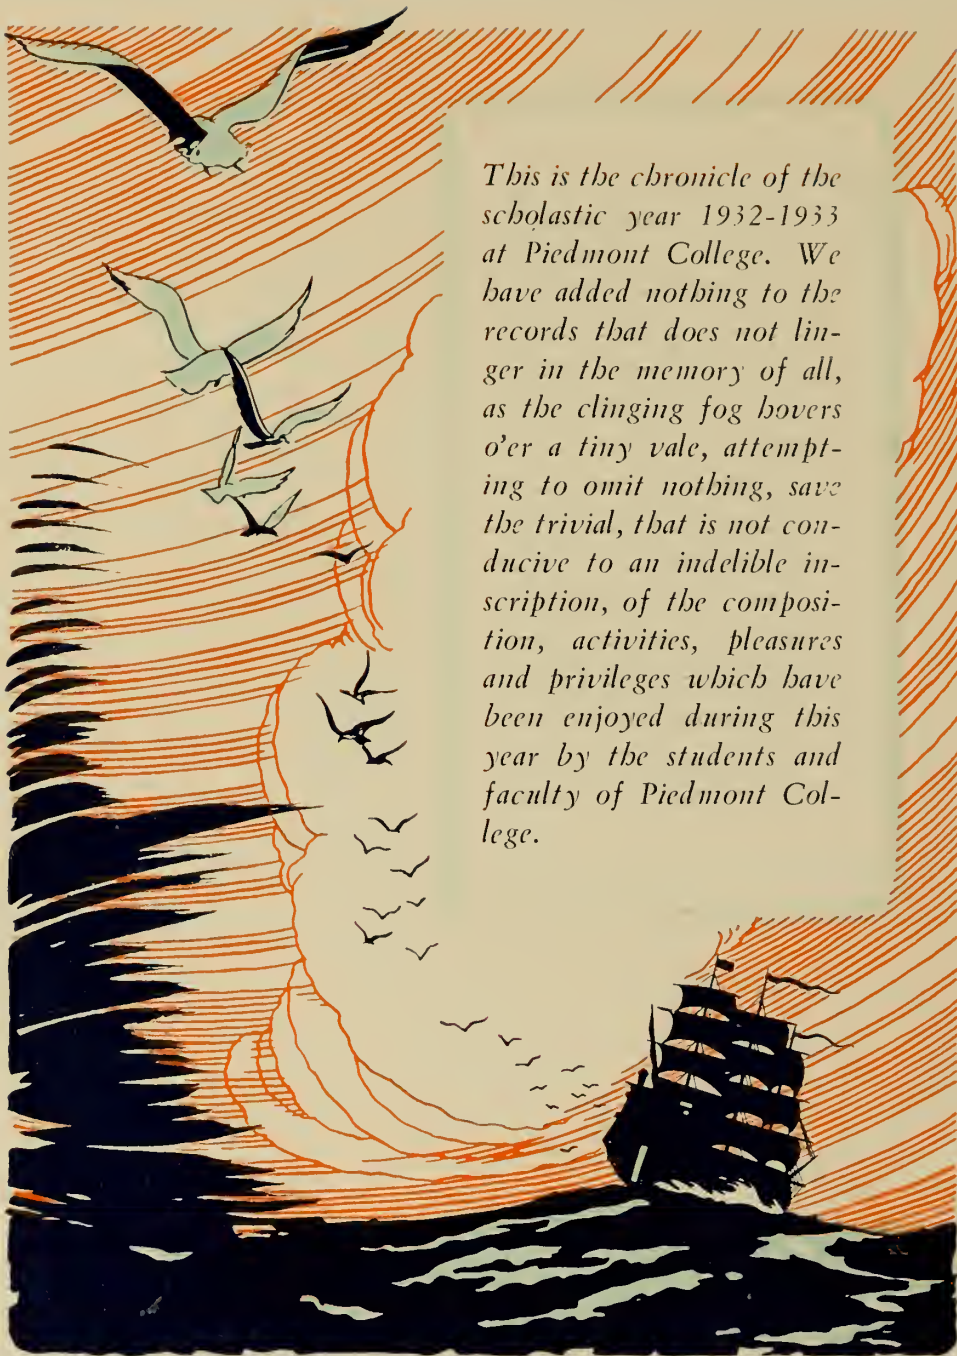 This is the chronicle of the
scholastic year 1932-1933
at Piedmont College. We
have added nothing to the
records that does not lin-
ger in the memory of all,
as the clinging fog hovers
o'er a tiny vale, attempt-
ing to omit nothing, save
the trivial, that is not con-
ducive to an indelible in-
scription, of the composi-
tion, activities, pleasures
and privileges which have
been enjoyed during this
year by the students and
faculty of Piedmont Col-
lege.